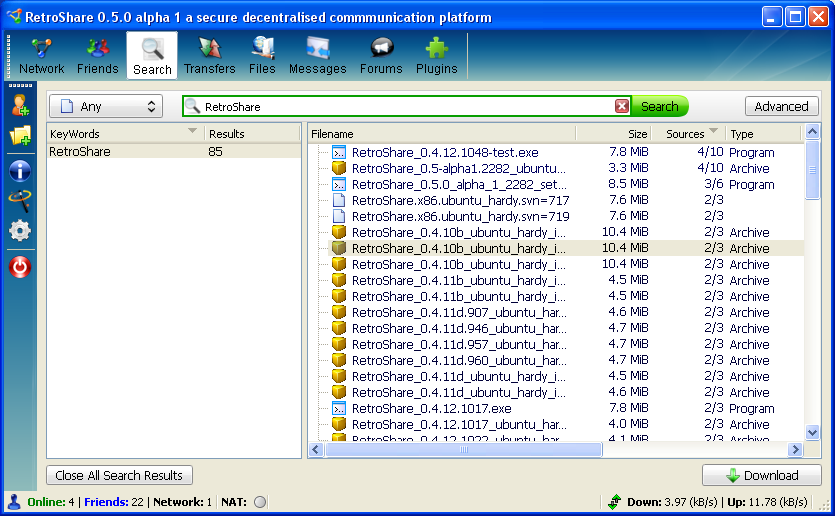 RetroShare 0.5.0 alpha 1 a secure decentralised commmunication platform
Network Friends Search Transfers Files Messages Forums Plugins
Any RetroShare Search Advanced
KeyWords Results Filename Size Sources Type
RetroShare 85
RetroShare_0.4.12.1048-test.exe 7.8 MiB 4/10 Program
RetroShare_0.5-alpha1.2282_ubuntu... 3.3 MiB 4/10 Archive
RetroShare_0.5.0_alpha_1_2282_set... 8.5 MiB 3/6 Program
RetroShare.x86.ubuntu_hardy.svn=717 7.6 MiB 2/3
RetroShare.x86.ubuntu_hardy.svn=719 7.6 MiB 2/3
RetroShare_0.4.10b_ubuntu_hardy_i... 10.4 MiB 2/3 Archive
RetroShare_0.4.10b_ubuntu_hardy_i... 10.4 MiB 2/3 Archive
RetroShare_0.4.10b_ubuntu_hardy_i... 10.4 MiB 2/3 Archive
RetroShare_0.4.11b_ubuntu_hardy_i... 4.5 MiB 2/3 Archive
RetroShare_0.4.11b_ubuntu_hardy_i... 4.5 MiB 2/3 Archive
RetroShare_0.4.11d.907_ubuntu_har... 4.6 MiB 2/3 Archive
RetroShare_0.4.11d.946_ubuntu_har... 4.7 MiB 2/3 Archive
RetroShare_0.4.11d.957_ubuntu_har... 4.7 MiB 2/3 Archive
RetroShare_0.4.11d.960_ubuntu_har... 4.7 MiB 2/3 Archive
RetroShare_0.4.11d_ubuntu_hardy_i... 4.5 MiB 2/3 Archive
RetroShare_0.4.11d_ubuntu_hardy_i... 4.6 MiB 2/3 Archive
RetroShare_0.4.12.1017.exe 7.8 MiB 2/3 Program
RetroShare_0.4.12.1017_ubuntu_har... 4.0 MiB 2/3 Archive
RetroShare_0.4.12.1022_ubuntu_har... 4.1 MiB 2/3 Archive
Close All Search Results Download
Online: 4 | Friends: 22 | Network: 1 | NAT: Down: 3.97 (kB/s) | Up: 11.78 (kB/s)